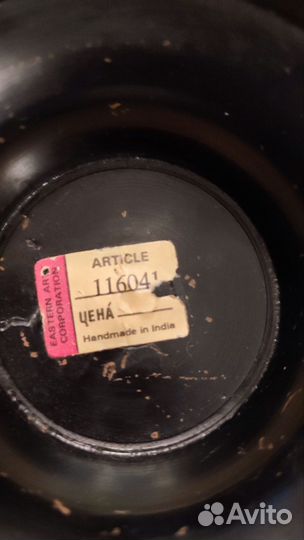 EASTERN ART
CORPORATION
ARTICLE
116041
ЦЕНА
Handmade in India
Avito